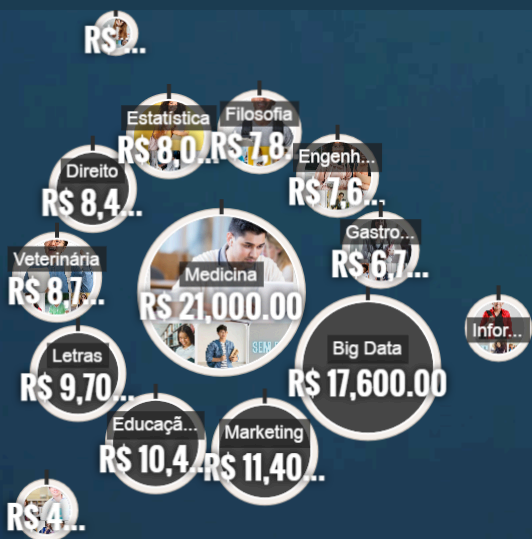 R$ ...
Estatística
R$ 8,0...
Filosofia
R$ 7,8.
Engenh...
R$ 7,6...
Direito
R$ 8,4...
Gastro...
R$ 6,7...
Veterinária
R$ 8,7...
Medicina
R$ 21,000.00
Infor...
Letras
R$ 9,70...
Big Data
R$ 17,600.00
Educaçã...
R$ 10,4...
Marketing
R$ 11,40...
R$ 4...